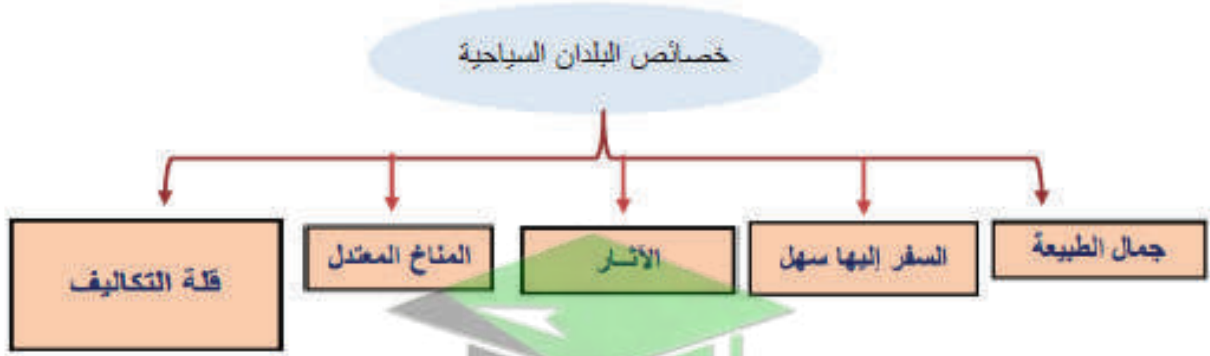 خصائص البلدان السياحية
جمال الطبيعة
السفر إليها سهل
الآثار
المناخ المعتدل
قلة التكاليف